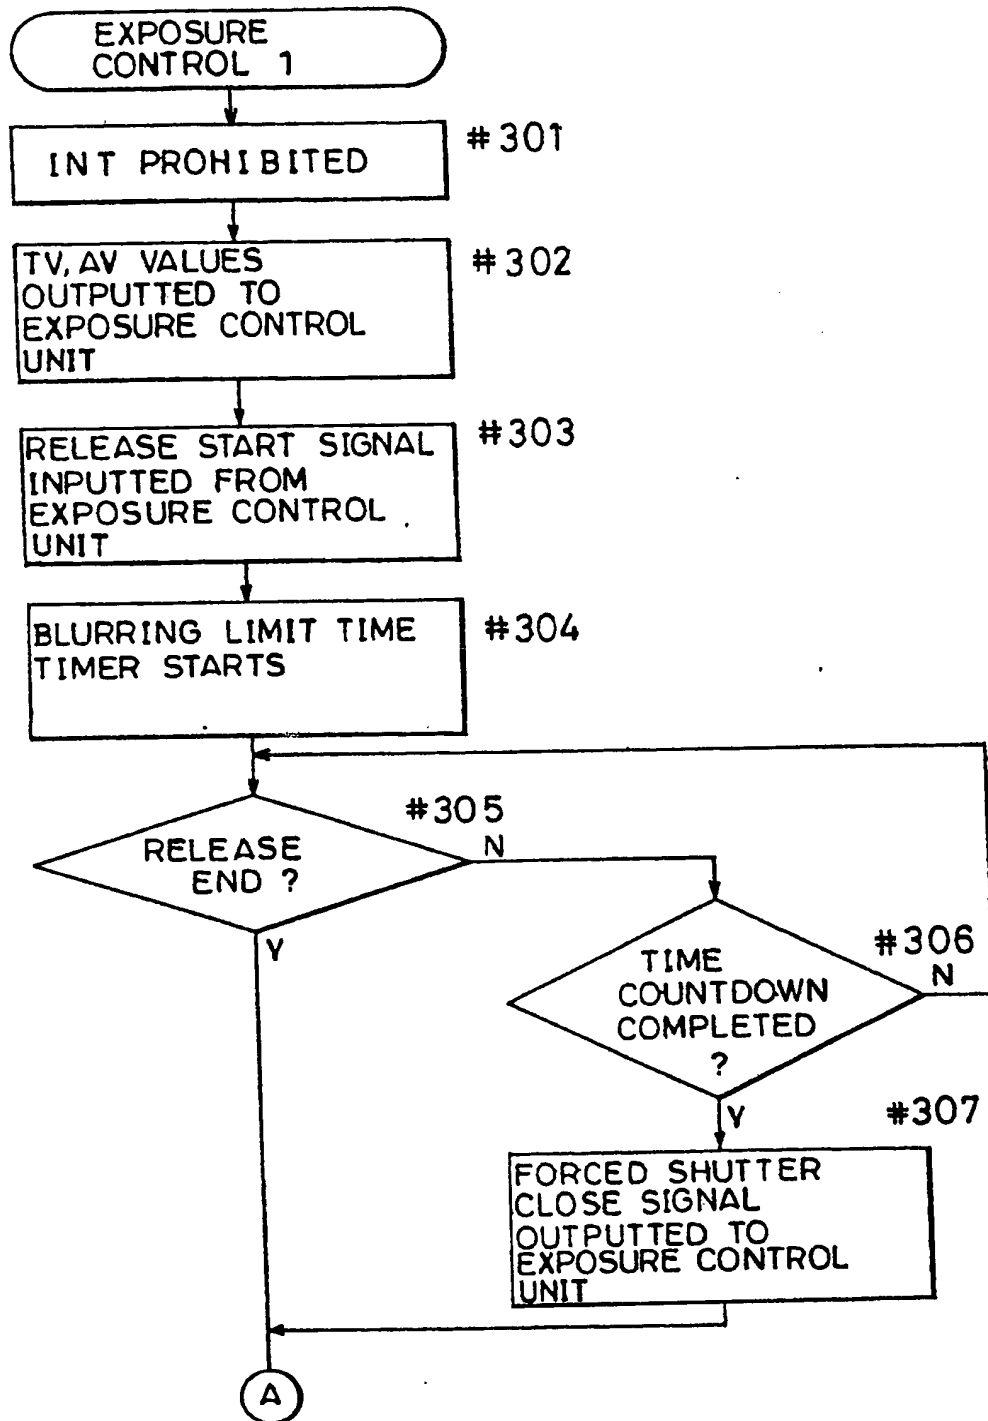 EXPOSURE
CONTROL 1
INT PROHIBITED
#301
TV, AV VALUES
OUTPUTTED TO
EXPOSURE CONTROL
UNIT
#302
RELEASE START SIGNAL
INPUTTED FROM
EXPOSURE CONTROL
UNIT
#303
BLURRING LIMIT TIME
TIMER STARTS
#304
RELEASE
END ?
#305
N
Y
TIME
COUNTDOWN
COMPLETED
?
#306
N
Y
#307
FORCED SHUTTER
CLOSE SIGNAL
OUTPUTTED TO
EXPOSURE CONTROL
UNIT
A